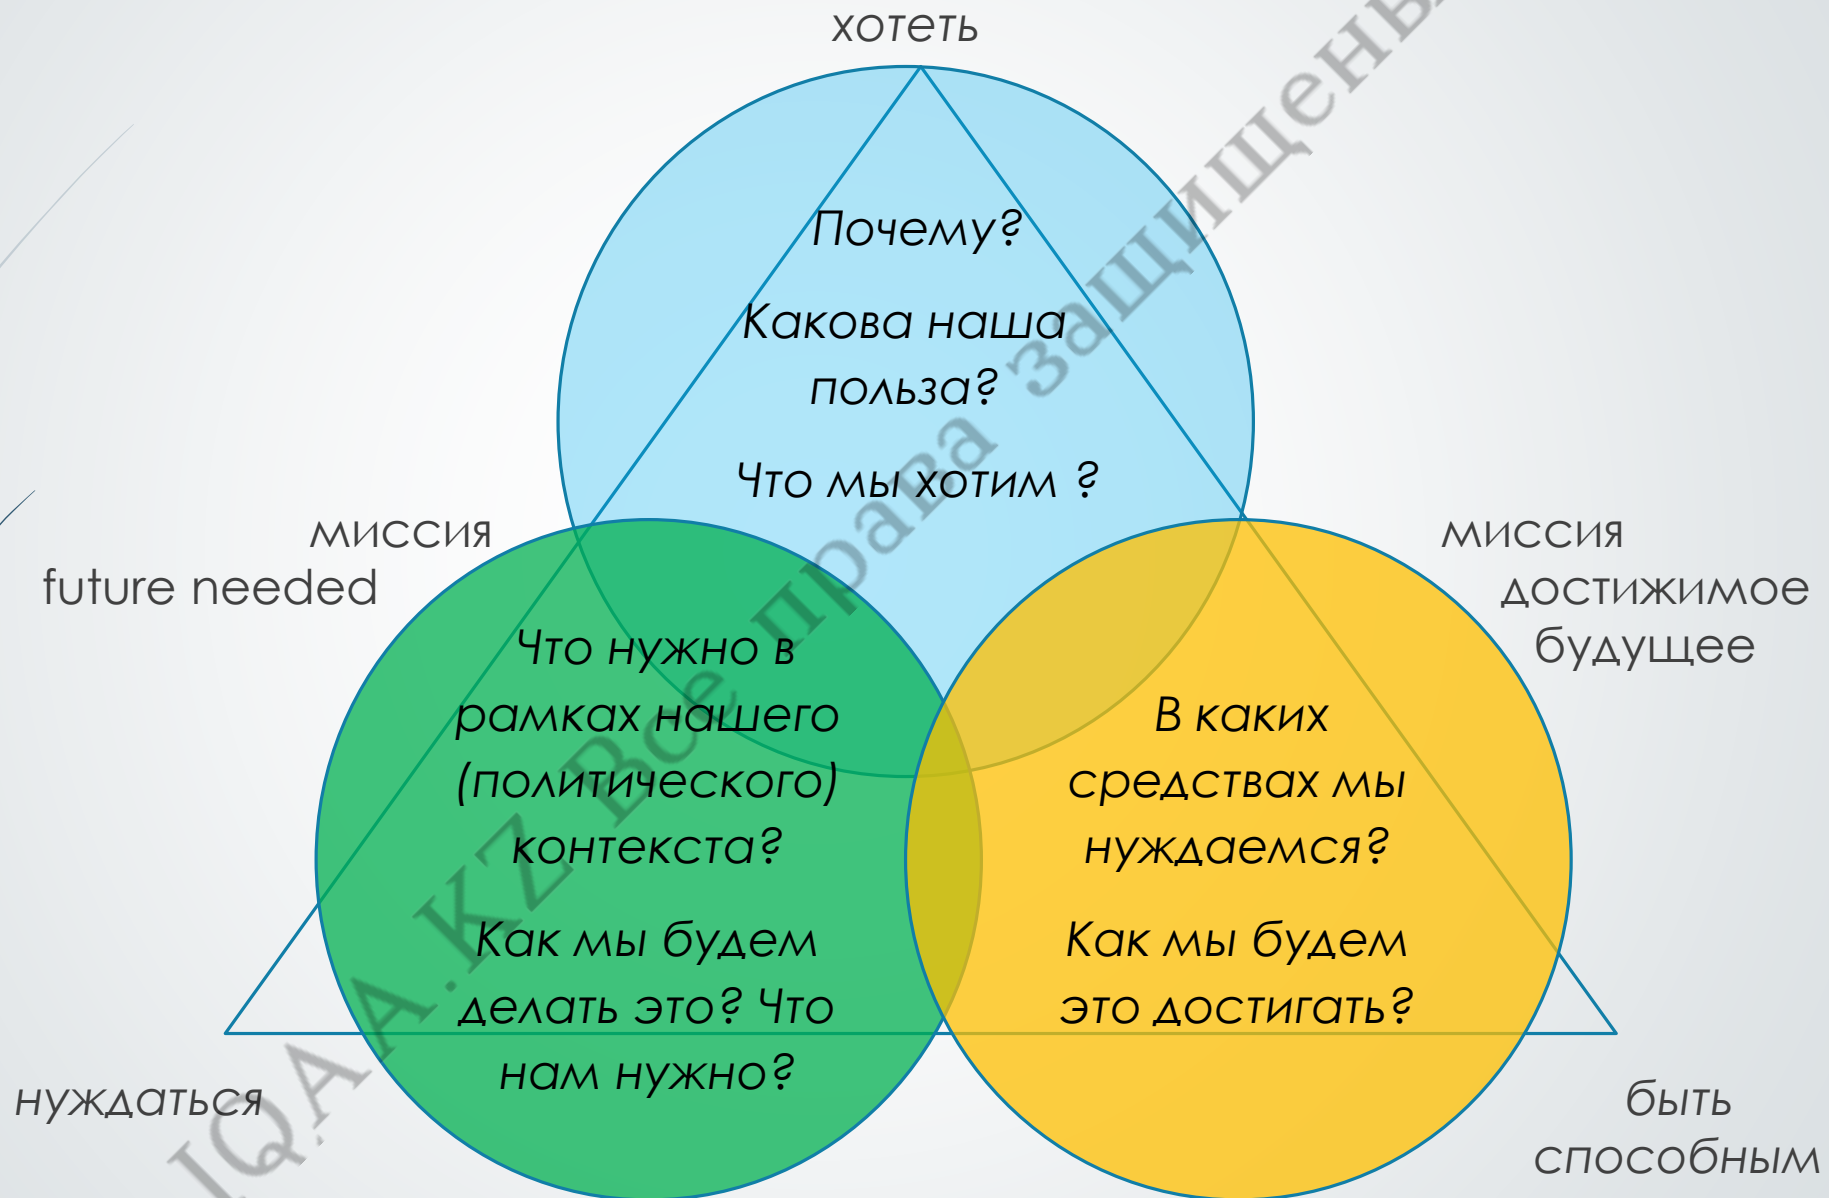 хотеть
Почему?
Какова наша
польза?
Что мы хотим ?
миссия
future needed
миссия
достижимое
будущее
Что нужно в
рамках нашего
(политического)
контекста?
Как мы будем
делать это? Что
нам нужно?
В каких
средствах мы
нуждаемся?
Как мы будем
это достигать?
нуждаться
быть
способным
IQAA.KZ Все права защищены